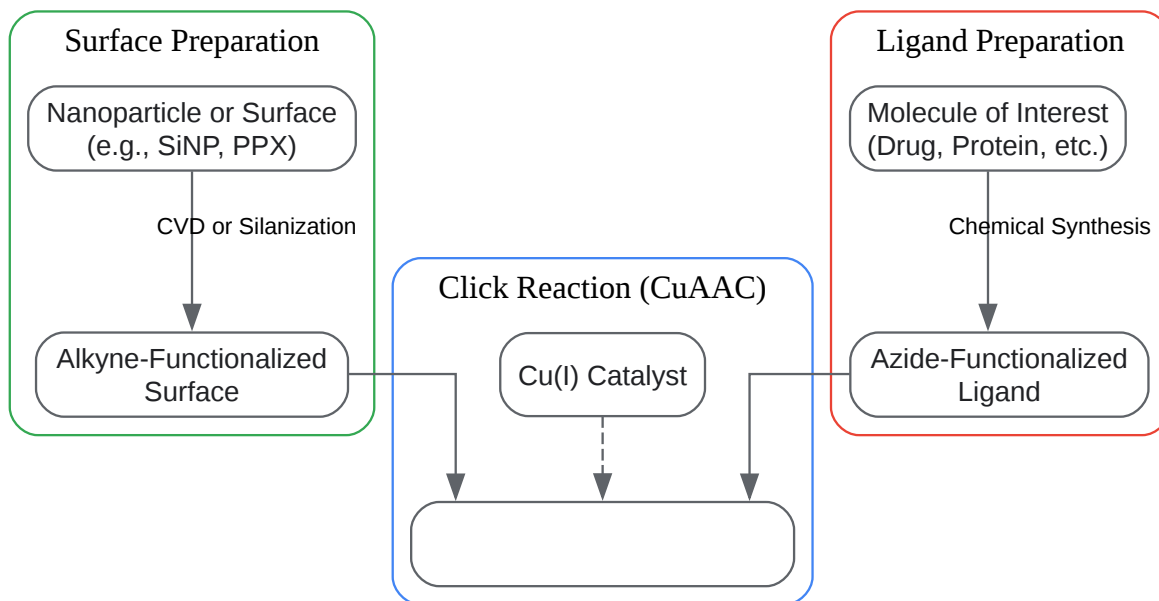 Surface Preparation
Nanoparticle or Surface
(e.g., SiNP, PPX)
CVD or Silanization
Alkyne-Functionalized
Surface
Click Reaction (CuAAC)
Cu(I) Catalyst
Ligand Preparation
Molecule of Interest
(Drug, Protein, etc.)
Chemical Synthesis
Azide-Functionalized
Ligand